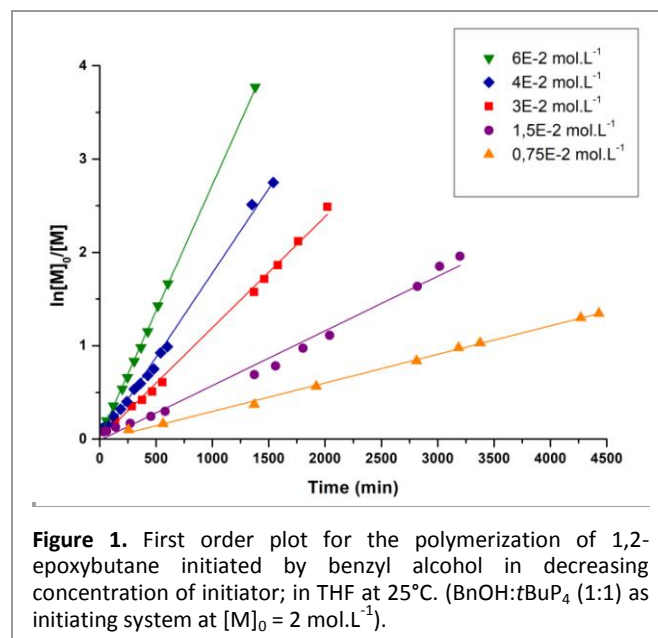 6E-2 mol.L-1
4E-2 mol.L-1
3E-2 mol.L-1
1,5E-2 mol.L-1
0,75E-2 mol.L-1
ln[M]0/[M]
4
3
2
1
0
0 500 1000 1500 2000 2500 3000 3500 4000 4500
Time (min)
Figure 1. First order plot for the polymerization of 1,2-
epoxybutane initiated by benzyl alcohol in decreasing
concentration of initiator; in THF at 25°C. (BnOH:tBuP4 (1:1) as
initiating system at [M]0 = 2 mol.L-1).